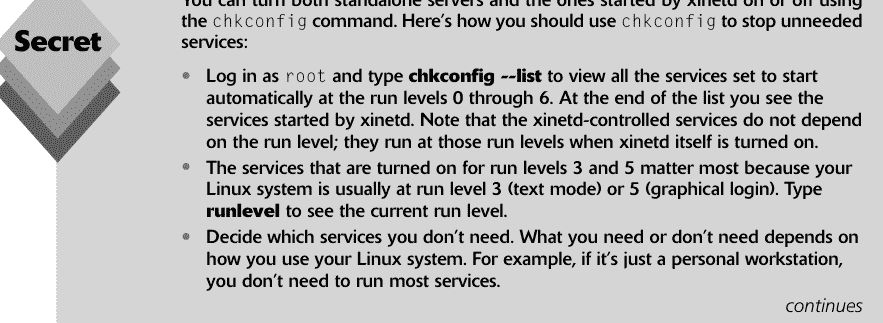 You can turn both standalone servers and the ones started by xinetd on or off using
the chkconfig command. Here's how you should use chkconfig to stop unneeded
services:
Secret
• Log in as root and type chkconfig --list to view all the services set to start
automatically at the run levels 0 through 6. At the end of the list you see the
services started by xinetd. Note that the xinetd-controlled services do not depend
on the run level; they run at those run levels when xinetd itself is turned on.
• The services that are turned on for run levels 3 and 5 matter most because your
Linux system is usually at run level 3 (text mode) or 5 (graphical login). Type
runlevel to see the current run level.
• Decide which services you don't need. What you need or don't need depends on
how you use your Linux system. For example, if it's just a personal workstation,
you don't need to run most services.
continues